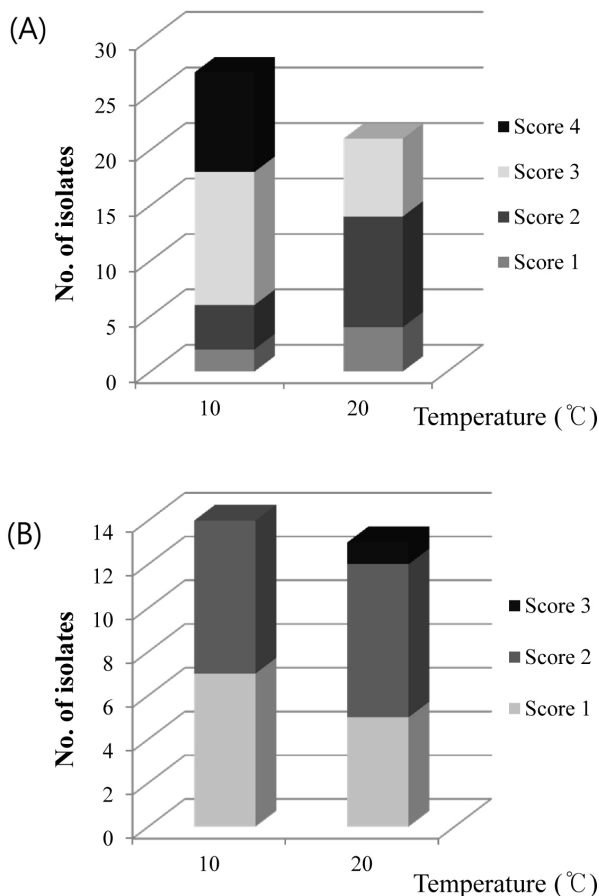 (A)
30
25
20
15
10
5
0
No. of isolates
10
20
Temperature (℃)
Score 4
Score 3
Score 2
Score 1
(B)
14
12
10
8
6
4
2
0
No. of isolates
10
20
Temperature (℃)
Score 3
Score 2
Score 1